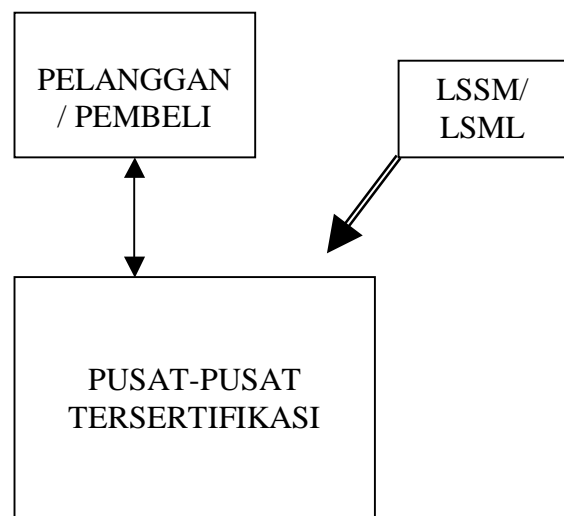 PELANGGAN
/ PEMBELI
LSSM/
LSML
PUSAT-PUSAT
TERSERTIFIKASI